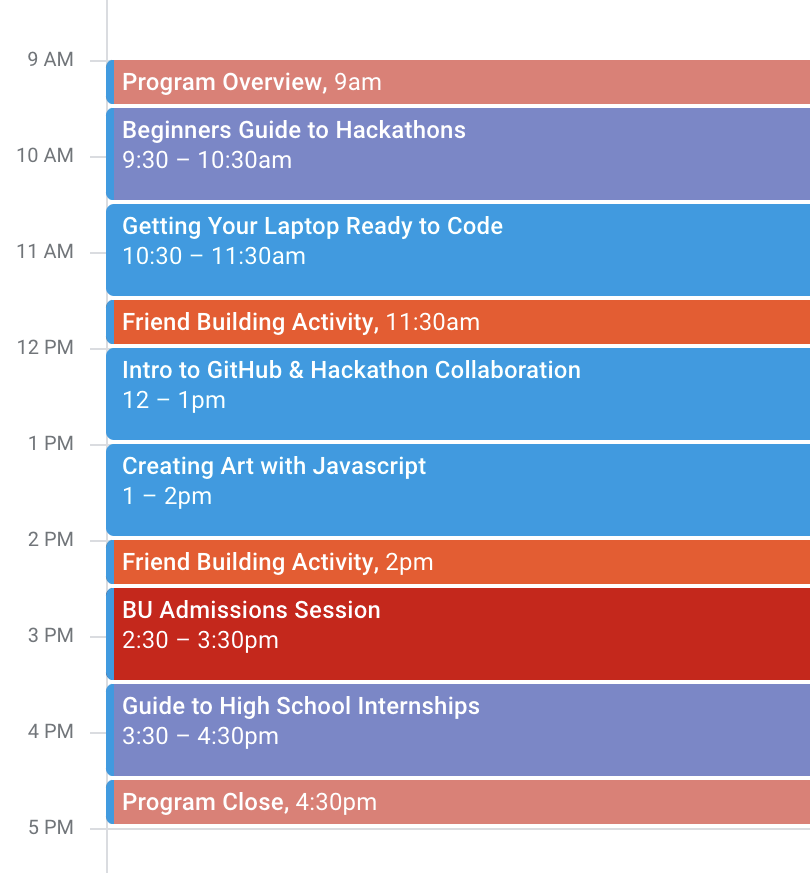 9 AM
Program Overview, 9am
Beginners Guide to Hackathons
10 AM
9:30 – 10:30am
Getting Your Laptop Ready to Code
11 AM
10:30 – 11:30am
Friend Building Activity, 11:30am
12 PM
Intro to GitHub & Hackathon Collaboration
12 – 1pm
1 PM
Creating Art with Javascript
1 – 2pm
2 PM
Friend Building Activity, 2pm
BU Admissions Session
3 PM
2:30 – 3:30pm
Guide to High School Internships
4 PM
3:30 – 4:30pm
Program Close, 4:30pm
5 PM